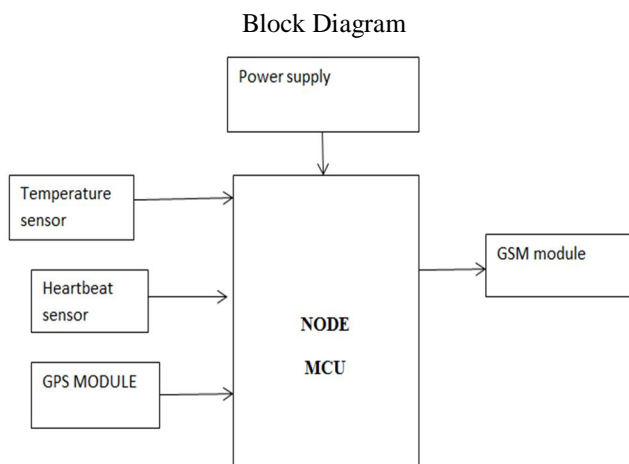 Block Diagram
Power supply
Temperature
sensor
Heartbeat
sensor
GPS MODULE
NODE
MCU
GSM module